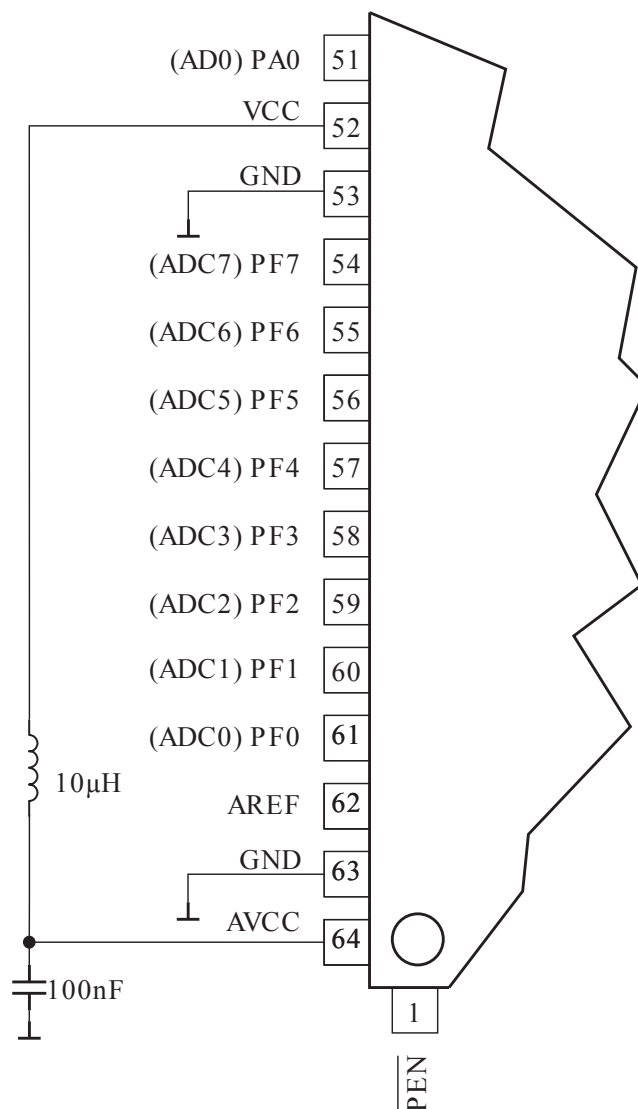 (AD0) PA0 51
VCC 52
GND 53
(ADC7) PF7 54
(ADC6) PF6 55
(ADC5) PF5 56
(ADC4) PF4 57
(ADC3) PF3 58
(ADC2) PF2 59
(ADC1) PF1 60
(ADC0) PF0 61
10μH
AREF 62
GND 63
AVCC 64
100nF
1
PEN